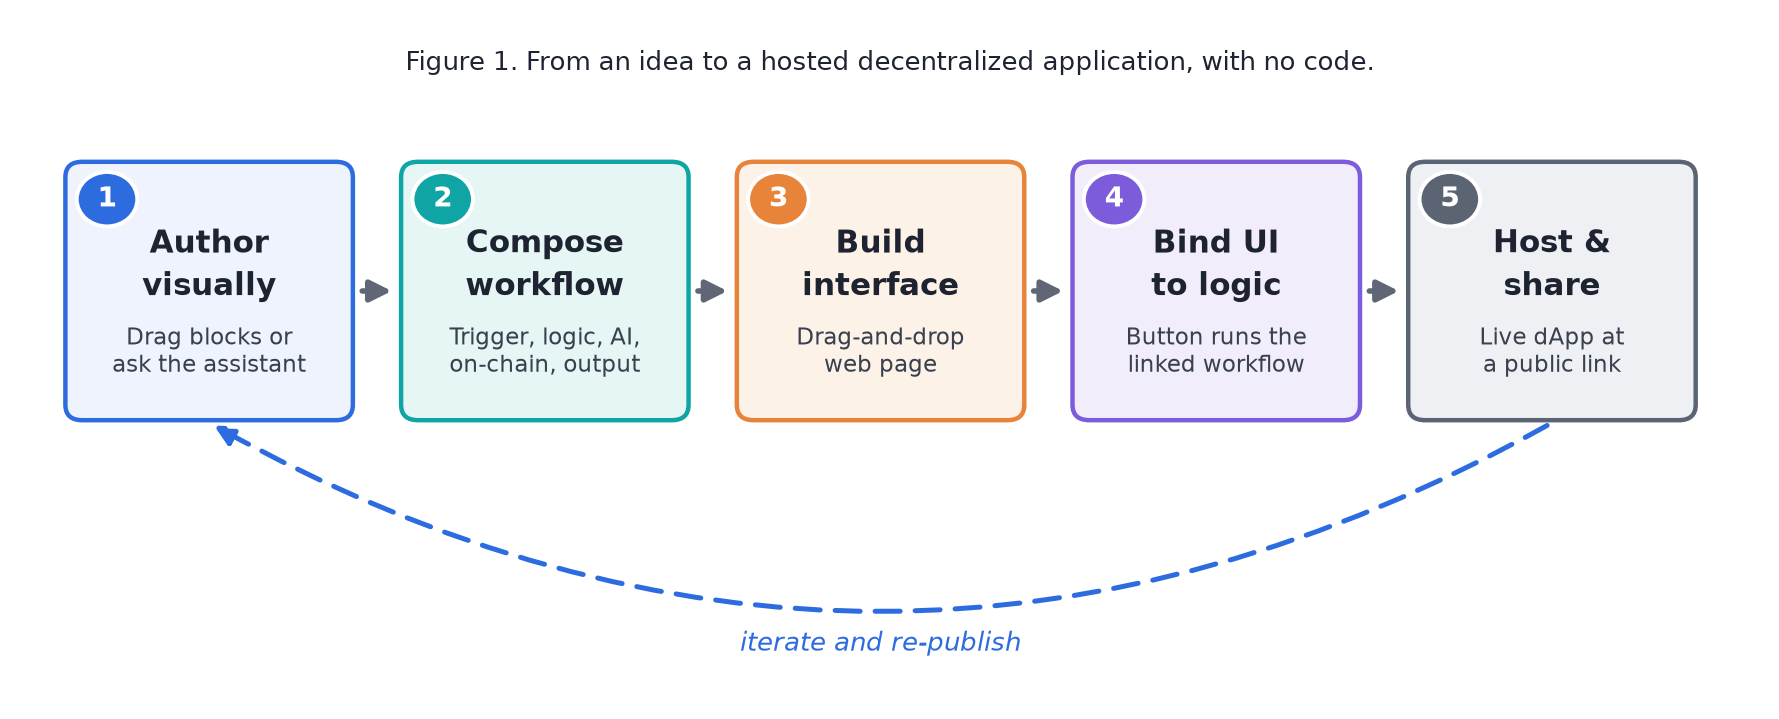 Figure 1. From an idea to a hosted decentralized application, with no code.
1
Author
visually
Drag blocks or
ask the assistant
2
Compose
workflow
Trigger, logic, AI,
on-chain, output
3
Build
interface
Drag-and-drop
web page
4
Bind UI
to logic
Button runs the
linked workflow
5
Host &
share
Live dApp at
a public link
iterate and re-publish